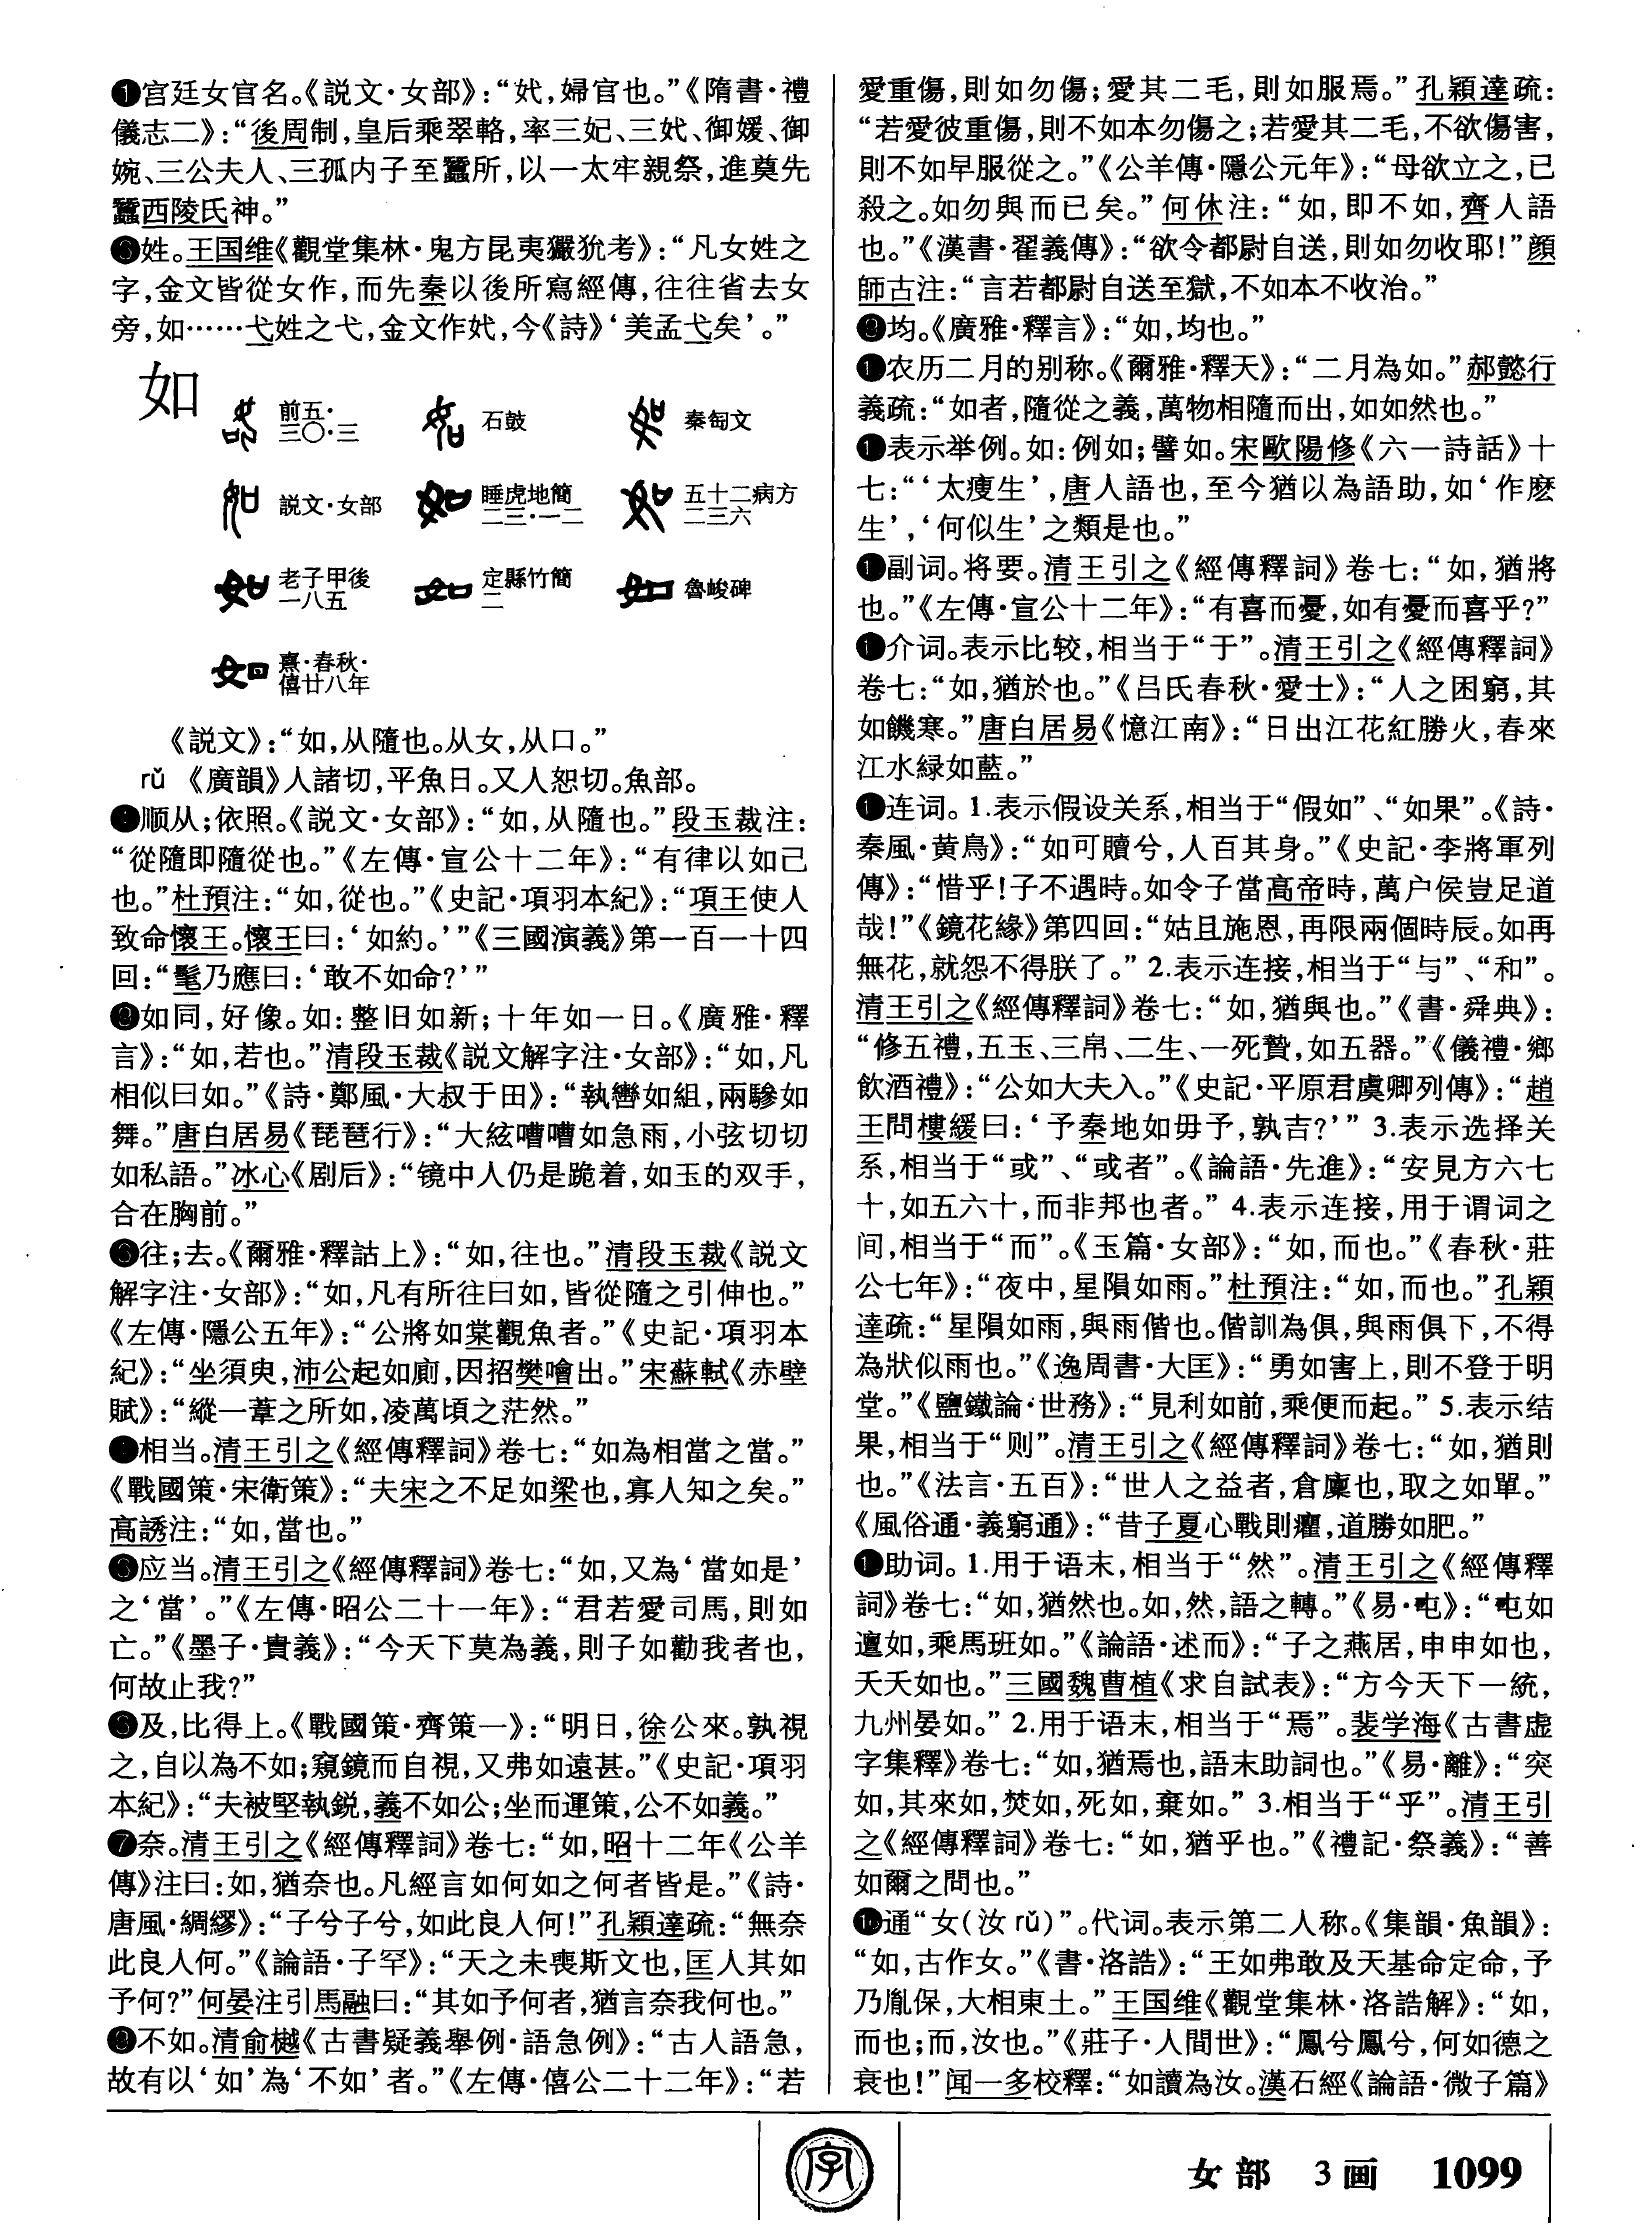 ❶宫廷女官名。《説文·女部》：“妷，婦官也。”《隋書·禮
儀志二》：“後周制，皇后乘翠輅，率三妃、三㚤、御媛、御
婉、三公夫人、三孤内子至蠶所，以一太牢親祭，進奠先
蠶西陵氏神。”
姓。王国维《觀堂集林·鬼方昆夷玁狁考》：“凡女姓之
字，金文皆從女作，而先秦以後所寫經傳，往往省去女
旁，如……弋姓之弋，金文作㚤，今《詩》‘美孟弋矣’。”
如
前五·三〇·三
石鼓
秦匋文
説文·女部
睡虎地簡二三·一二
五十二病方二三六
老子甲後一八五
定縣竹簡二
魯峻碑
熹·春秋·僖廿八年
《説文》：“如，从隨也。从女，从口。”
rǔ 《廣韻》人諸切，平魚日。又人恕切。魚部。
顺从；依照。《説文·女部》：“如，从隨也。”段玉裁注：
“從隨即隨從也。”《左傳·宣公十二年》：“有律以如己
也。”杜預注：“如，從也。”《史記·項羽本紀》：“項王使人
致命懷王。懷王曰：‘如約。’”《三國演義》第一百一十四
回：“髦乃應曰：‘敢不如命？’”
❷如同，好像。如：整旧如新；十年如一日。《廣雅·釋
言》：“如，若也。”清段玉裁《説文解字注·女部》：“如，凡
相似曰如。”《詩·鄭風·大叔于田》：“執轡如組，兩驂如
舞。”唐白居易《琵琶行》：“大絃嘈嘈如急雨，小弦切切
如私語。”冰心《剧后》：“镜中人仍是跪着，如玉的双手，
合在胸前。”
❸往；去。《爾雅·釋詁上》：“如，往也。”清段玉裁《説文
解字注·女部》：“如，凡有所往曰如，皆從隨之引伸也。”
《左傳·隱公五年》：“公將如棠觀魚者。”《史記·項羽本
紀》：“坐須臾，沛公起如廁，因招樊噲出。”宋蘇軾《赤壁
賦》：“縱一葦之所如，凌萬頃之茫然。”
相当。清王引之《經傳釋詞》卷七：“如為相當之當。”
《戰國策·宋衛策》：“夫宋之不足如梁也，寡人知之矣。”
高誘注：“如，當也。”
应当。清王引之《經傳釋詞》卷七：“如，又為‘當如是’
之‘當’。”《左傳·昭公二十一年》：“君若愛司馬，則如
亡。”《墨子·貴義》：“今天下莫為義，則子如勸我者也，
何故止我？”
及，比得上。《戰國策·齊策一》：“明日，徐公來。孰視
之，自以為不如；窺鏡而自視，又弗如遠甚。”《史記·項羽
本紀》：“夫被堅執鋭，義不如公；坐而運策，公不如義。”
❼奈。清王引之《經傳釋詞》卷七：“如，昭十二年《公羊
傳》注曰：如，猶奈也。凡經言如何如之何者皆是。”《詩·
唐風·綢繆》：“子兮子兮，如此良人何！”孔穎達疏：“無奈
此良人何。”《論語·子罕》：“天之未喪斯文也，匡人其如
予何？”何晏注引馬融曰：“其如予何者，猶言奈我何也。”
❽不如。清俞樾《古書疑義舉例·語急例》：“古人語急，
故有以‘如’為‘不如’者。”《左傳·僖公二十二年》：“若
愛重傷，則如勿傷；愛其二毛，則如服焉。”孔穎達疏：
“若愛彼重傷，則不如本勿傷之；若愛其二毛，不欲傷害，
則不如早服從之。”《公羊傳·隱公元年》：“母欲立之，已
殺之。如勿與而已矣。”何休注：“如，即不如，齊人語
也。”《漢書·翟義傳》：“欲令都尉自送，則如勿收耶！”顔
師古注：“言若都尉自送至獄，不如本不收治。”
均。《廣雅·釋言》：“如，均也。”
农历二月的别称。《爾雅·釋天》：“二月為如。”郝懿行
義疏：“如者，隨從之義，萬物相隨而出，如如然也。”
表示举例。如：例如；譬如。宋歐陽修《六一詩話》十
七：“‘太瘦生’，唐人語也，至今猶以為語助，如‘作麽
生’，‘何似生’之類是也。”
副词。将要。清王引之《經傳釋詞》卷七：“如，猶將
也。”《左傳·宣公十二年》：“有喜而憂，如有憂而喜乎？”
介词。表示比较，相当于“于”。清王引之《經傳釋詞》
卷七：“如，猶於也。”《吕氏春秋·愛士》：“人之困窮，其
如饑寒。”唐白居易《憶江南》：“日出江花紅勝火，春來
江水緑如藍。”
连词。1.表示假设关系，相当于“假如”、“如果”。《詩·
秦風·黄鳥》：“如可贖兮，人百其身。”《史記·李將軍列
傳》：“惜乎！子不遇時。如令子當高帝時，萬户侯豈足道
哉！”《鏡花緣》第四回：“姑且施恩，再限兩個時辰。如再
無花，就怨不得朕了。”2.表示连接，相当于“与”、“和”。
清王引之《經傳釋詞》卷七：“如，猶與也。”《書·舜典》：
“修五禮，五玉、三帛、二生、一死贄，如五器。”《儀禮·鄉
飲酒禮》：“公如大夫入。”《史記·平原君虞卿列傳》：“趙
王問樓緩曰：‘予秦地如毋予，孰吉？’”3.表示选择关
系，相当于“或”、“或者”。《論語·先進》：“安見方六七
十，如五六十，而非邦也者。”4.表示连接，用于谓词之
间，相当于“而”。《玉篇·女部》：“如，而也。”《春秋·莊
公七年》：“夜中，星隕如雨。”杜預注：“如，而也。”孔穎
達疏：“星隕如雨，與雨偕也。偕訓為俱，與雨俱下，不得
為狀似雨也。”《逸周書·大匡》：“勇如害上，則不登于明
堂。”《鹽鐵論·世務》：“見利如前，乘便而起。”5.表示结
果，相当于“则”。清王引之《經傳釋詞》卷七：“如，猶則
也。”《法言·五百》：“世人之益者，倉廩也，取之如單。”
《風俗通·義窮通》：“昔子夏心戰則癯，道勝如肥。”
助词。1.用于语末，相当于“然”。清王引之《經傳釋
詞》卷七：“如，猶然也。如，然，語之轉。”《易·屯》：“屯如
邅如，乘馬班如。”《論語·述而》：“子之燕居，申申如也，
夭夭如也。”三國魏曹植《求自試表》：“方今天下一統，
九州晏如。”2.用于语末，相当于“焉”。裴学海《古書虚
字集釋》卷七：“如，猶焉也，語末助詞也。”《易·離》：“突
如，其來如，焚如，死如，棄如。”3.相当于“乎”。清王引
之《經傳釋詞》卷七：“如，猶乎也。”《禮記·祭義》：“善
如爾之問也。”
通“女（汝rǔ）”。代词。表示第二人称。《集韻·魚韻》：
“如，古作女。”《書·洛誥》：“王如弗敢及天基命定命，予
乃胤保，大相東土。”王国维《觀堂集林·洛誥解》：“如，
而也；而，汝也。”《莊子·人間世》：“鳳兮鳳兮，何如德之
衰也！”闻一多校釋：“如讀為汝。漢石經《論語·微子篇》
字
女部 3画 1099